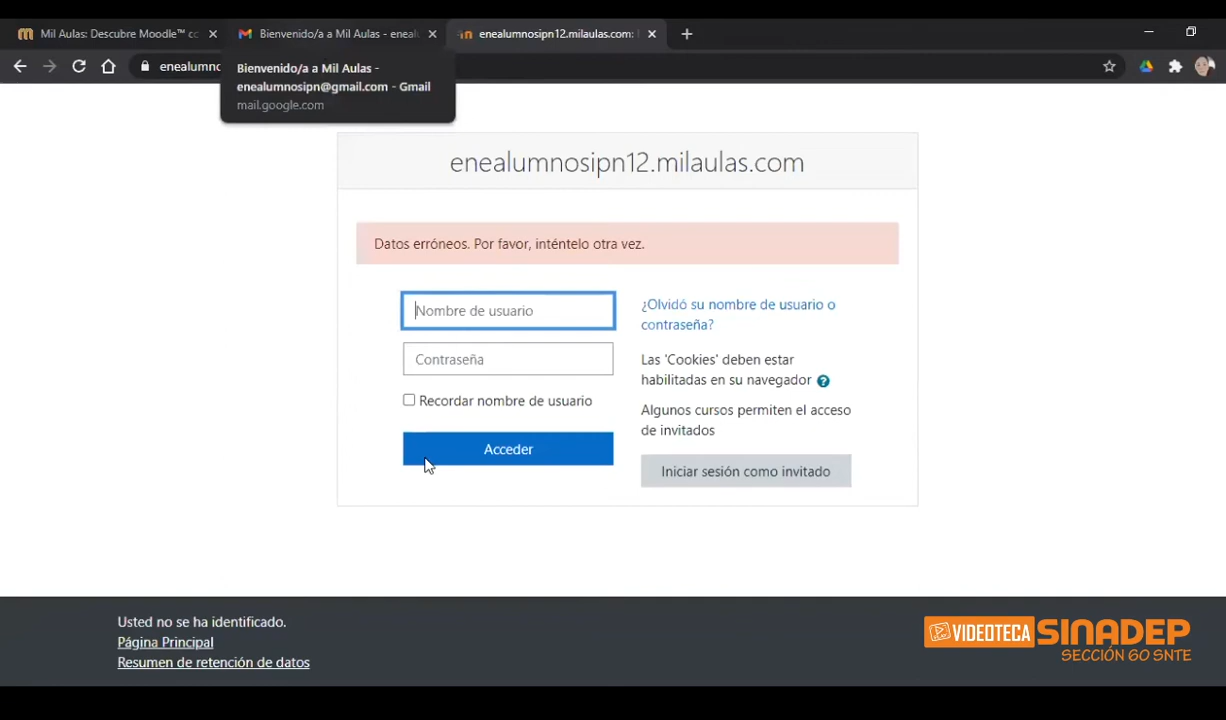 Mil Aulas: Descubre Moodle™ cc
Bienvenido/a a Mil Aulas - eneal
enealumnosipn12.milaulas.com:
enealumno
Bienvenido/a a Mil Aulas -
enealumnosipn@gmail.com - Gmail
mail.google.com
enealumnosipn12.milaulas.com
Datos erróneos. Por favor, inténtelo otra vez.
Nombre de usuario
¿Olvidó su nombre de usuario o
contraseña?
Contraseña
Las 'Cookies' deben estar
habilitadas en su navegador ?
Recordar nombre de usuario
Algunos cursos permiten el acceso
de invitados
Acceder
Iniciar sesión como invitado
Usted no se ha identificado.
Página Principal
Resumen de retención de datos
VIDEOTECA SINADEP
SECCIÓN 60 SNTE